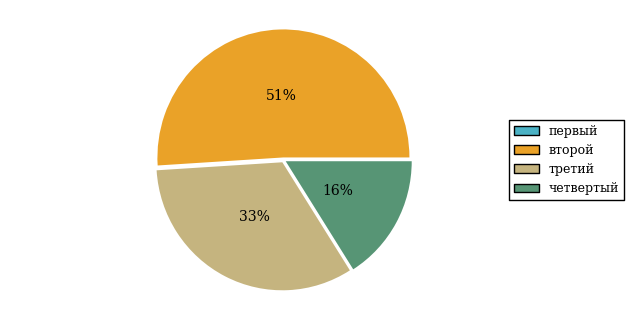 51%
33%
16%
первый
второй
третий
четвертый